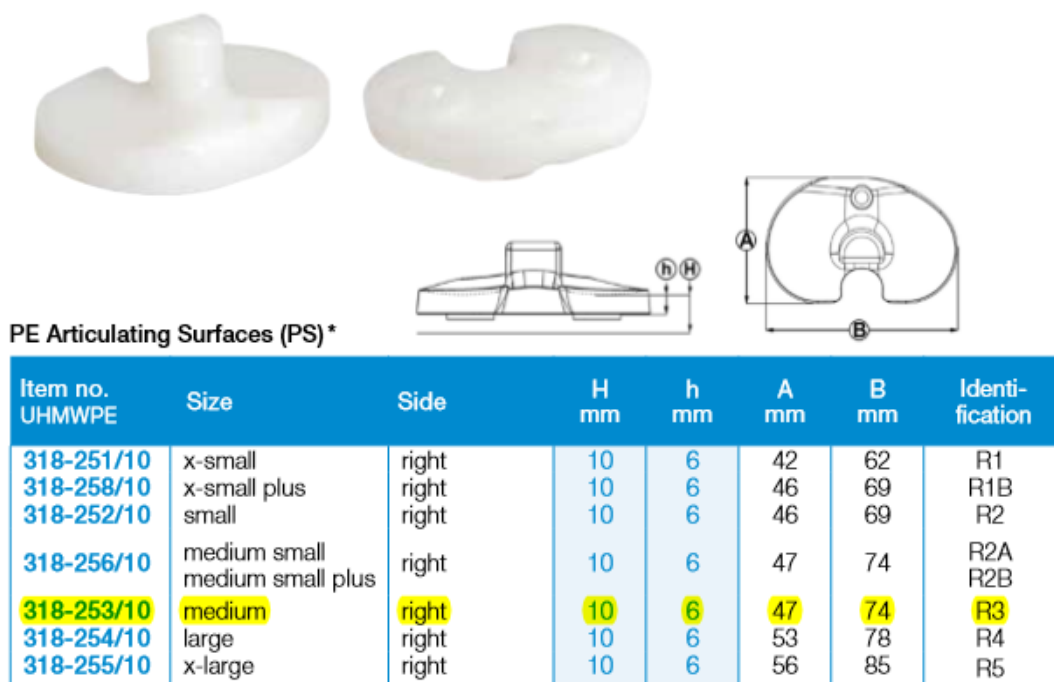 h H
A
B
PE Articulating Surfaces (PS)*
Item no. UHMWPE Size Side H mm h mm A mm B mm Identi-fication
318-251/10 x-small right 10 6 42 62 R1
318-258/10 x-small plus right 10 6 46 69 R1B
318-252/10 small right 10 6 46 69 R2
318-256/10 medium small medium small plus right 10 6 47 74 R2A R2B
318-253/10 medium right 10 6 47 74 R3
318-254/10 large right 10 6 53 78 R4
318-255/10 x-large right 10 6 56 85 R5